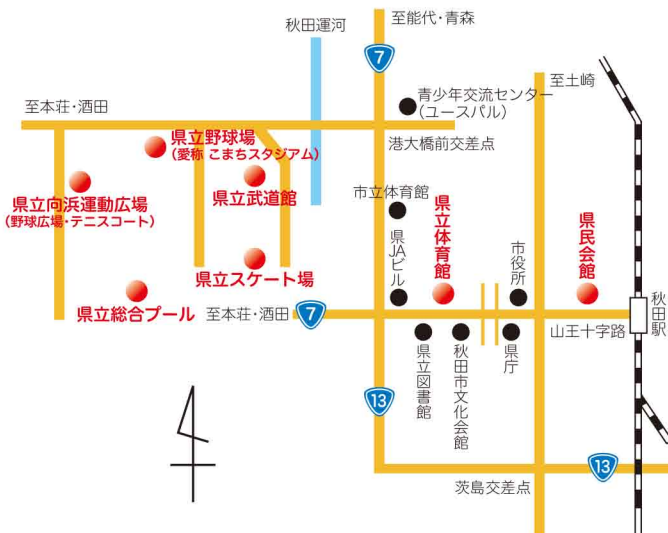 至能代・青森
秋田運河
7
至土崎
青少年交流センター
(ユースパル)
至本荘・酒田
県立野球場
(愛称 こまちスタジアム)
港大橋前交差点
県立武道館
市立体育館
県立向浜運動広場
(野球広場・テニスコート)
県立体育館
県民会館
県JAビル
市役所
県立スケート場
県立総合プール
至本荘・酒田
7
山王十字路
秋田駅
県立図書館
秋田市文化会館
県庁
13
13
茨島交差点